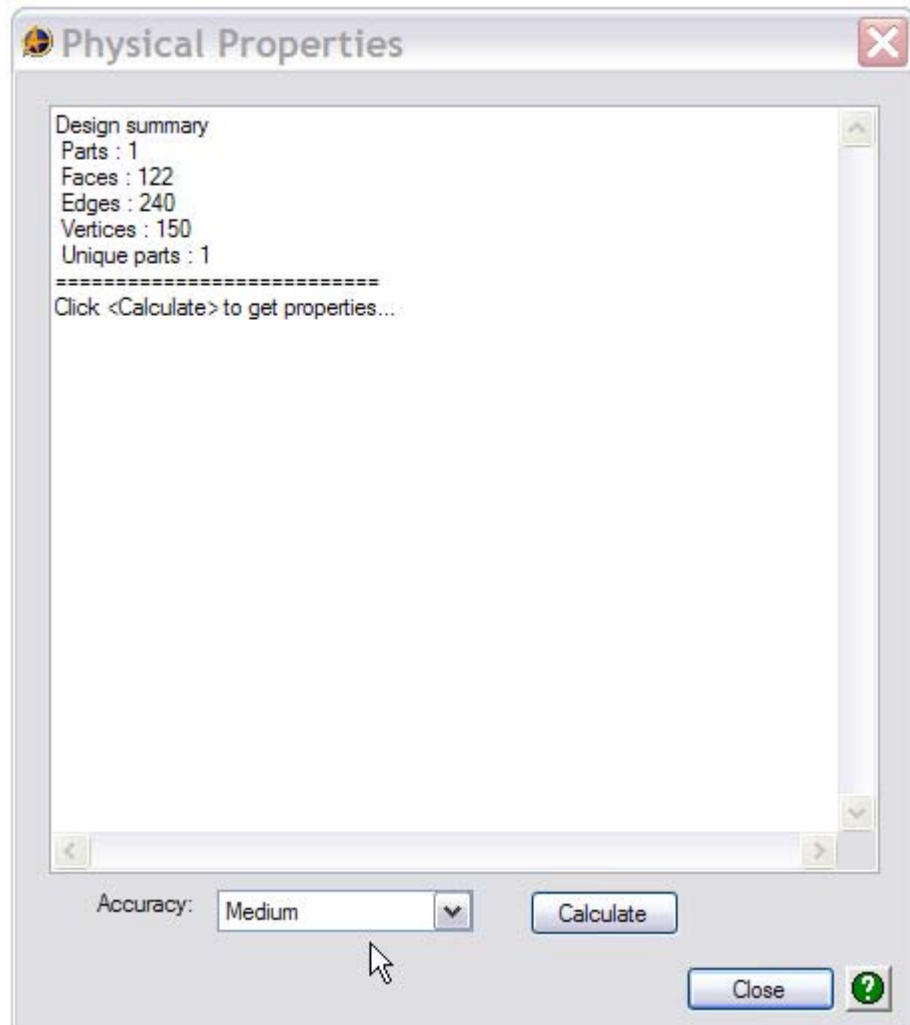 Physical Properties
Design summary
Parts : 1
Faces : 122
Edges : 240
Vertices : 150
Unique parts : 1
===========================
Click <Calculate> to get properties...
Accuracy:
Medium
Calculate
Close
?